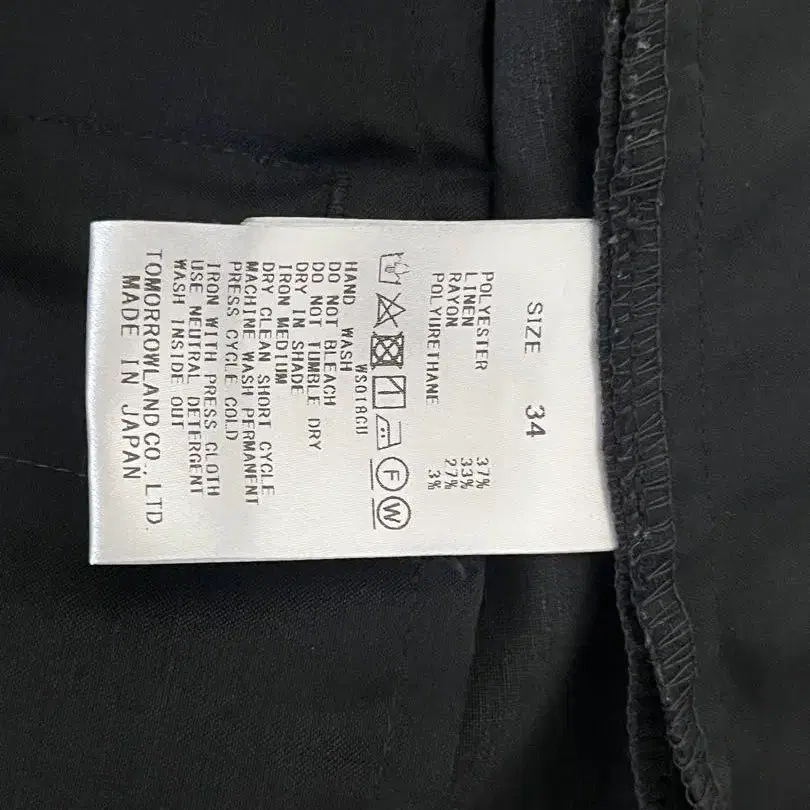 SIZE 34
POLYESTER 37%
LINEN 33%
RAYON 27%
POLYURETHANE 3%
F W
WS018GU
HAND WASH
DO NOT BLEACH
DO NOT TUMBLE DRY
DRY IN SHADE
IRON MEDIUM
DRY CLEAN SHORT CYCLE
MACHINE WASH PERMANENT
PRESS CYCLE COLD
IRON WITH PRESS CLOTH
USE NEUTRAL DETERGENT
WASH INSIDE OUT
TOMORROWLAND CO., LTD.
MADE IN JAPAN